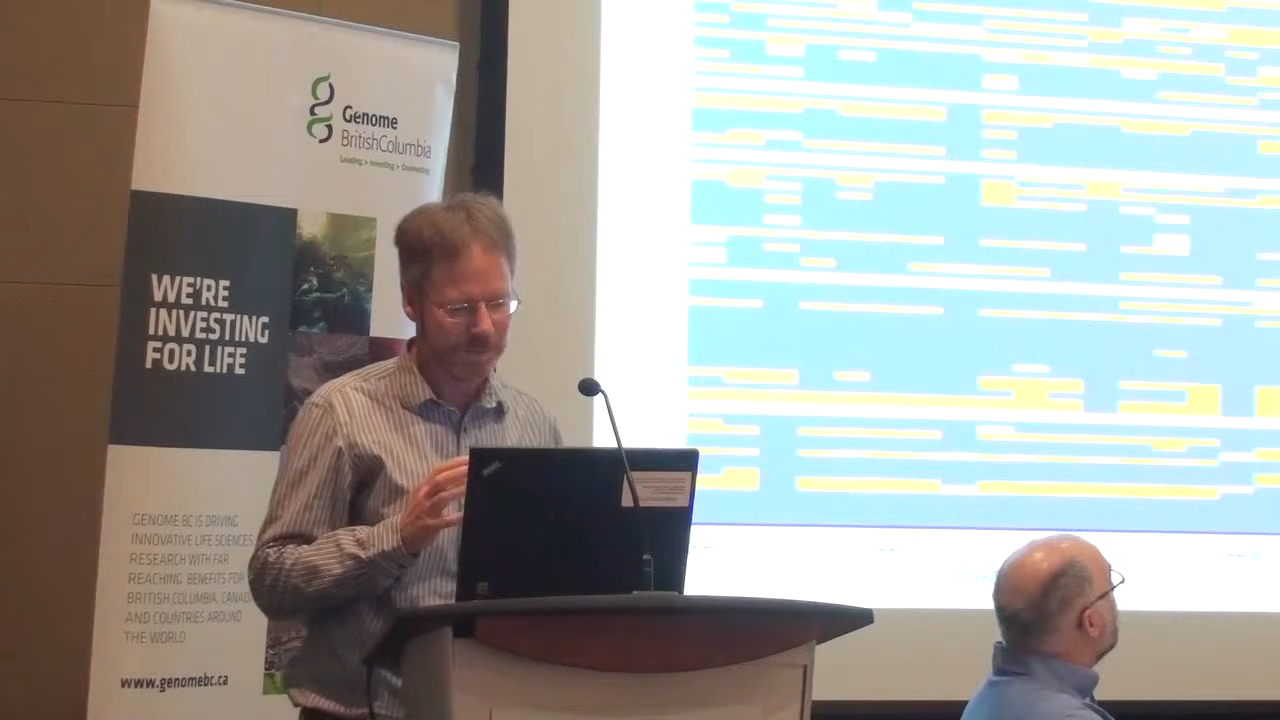 Genome
BritishColumbia
Leading > Investing > Connecting
WE'RE
INVESTING
FOR LIFE
GENOME BC IS DRIVING
INNOVATIVE LIFE SCIENCES
RESEARCH WITH FAR
REACHING BENEFITS FOR
BRITISH COLUMBIA, CANAD
AND COUNTRIES AROUND
THE WORLD
www.genomebc.ca
ThinkPad